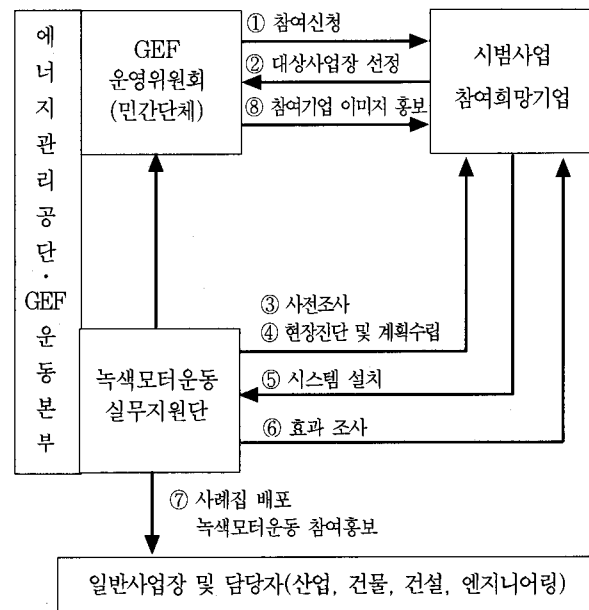 에너지관리공단·GEF운동본부
GEF
운영위원회
(민간단체)
① 참여신청
② 대상사업장 선정
⑧ 참여기업 이미지 홍보
시범사업
참여희망기업
③ 사전조사
④ 현장진단 및 계획수립
녹색모터운동
실무지원단
⑤ 시스템 설치
⑥ 효과 조사
⑦ 사례집 배포
녹색모터운동 참여홍보
일반사업장 및 담당자(산업, 건물, 건설, 엔지니어링)